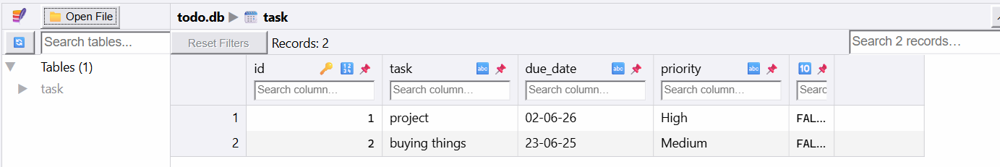 Open File
todo.db ▶ task
Search tables...
Reset Filters
Records: 2
Search 2 records...
Tables (1)
task
id task due_date priority
Search column... Search column... Search column... Search column... Searc
1 1 project 02-06-26 High FAL...
2 2 buying things 23-06-25 Medium FAL...